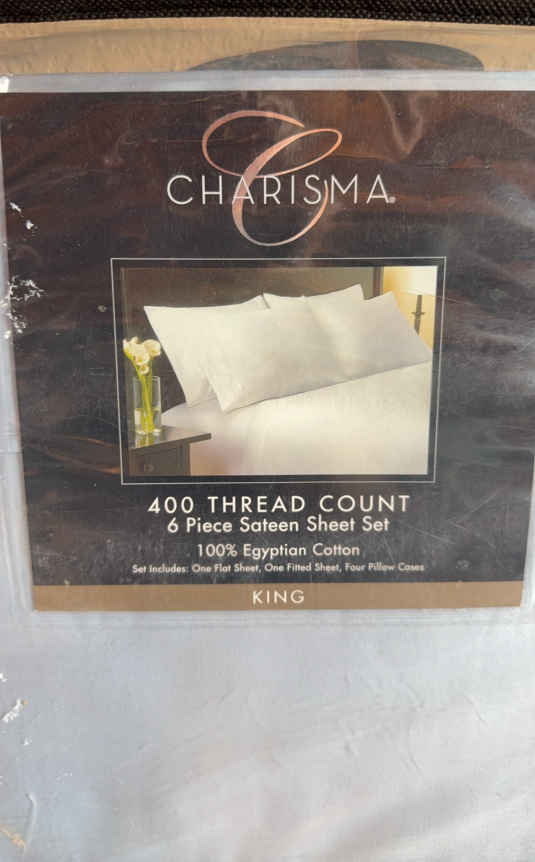 CHARISMA®
400 THREAD COUNT
6 Piece Sateen Sheet Set
100% Egyptian Cotton
Set Includes: One Flat Sheet, One Fitted Sheet, Four Pillow Cases
KING